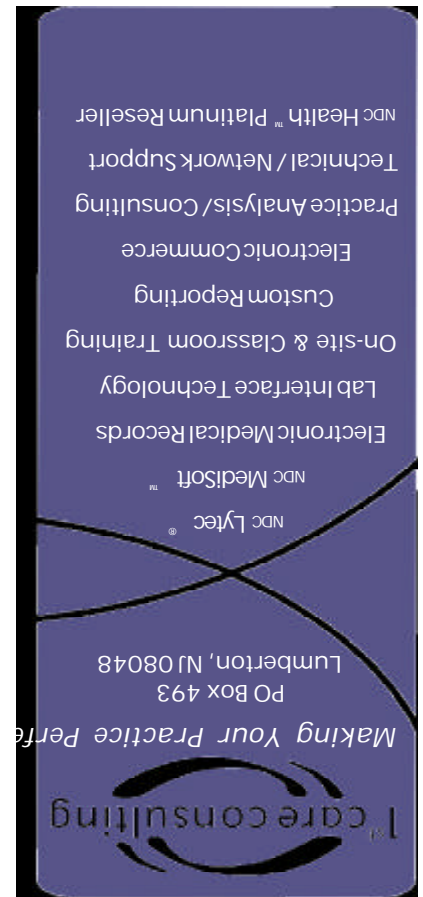 1st care consulting
Making Your Practice Perfe
PO Box 493
Lumberton, NJ 08048
NDC Lytec ®
NDC MediSoft ™
Electronic Medical Records
Lab Interface Technology
On-site & Classroom Training
Custom Reporting
Electronic Commerce
Practice Analysis/Consulting
Technical/Network Support
NDC Health™ Platinum Reseller